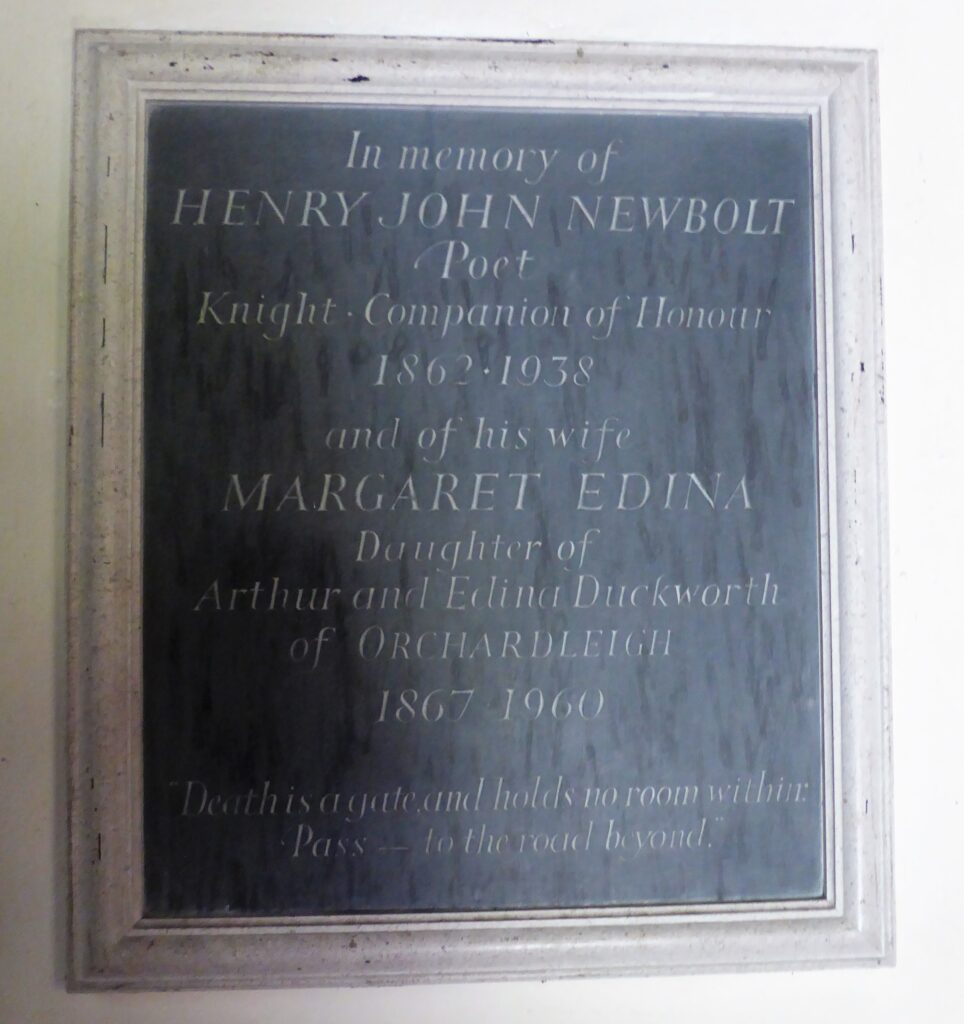 In memory of
HENRY JOHN NEWBOLT
Poet
Knight · Companion of Honour
1862 · 1938
and of his wife
MARGARET EDINA
Daughter of
Arthur and Edina Duckworth
of ORCHARDLEIGH
1867 · 1960
"Death is a gate, and holds no room within:
Pass — to the road beyond."